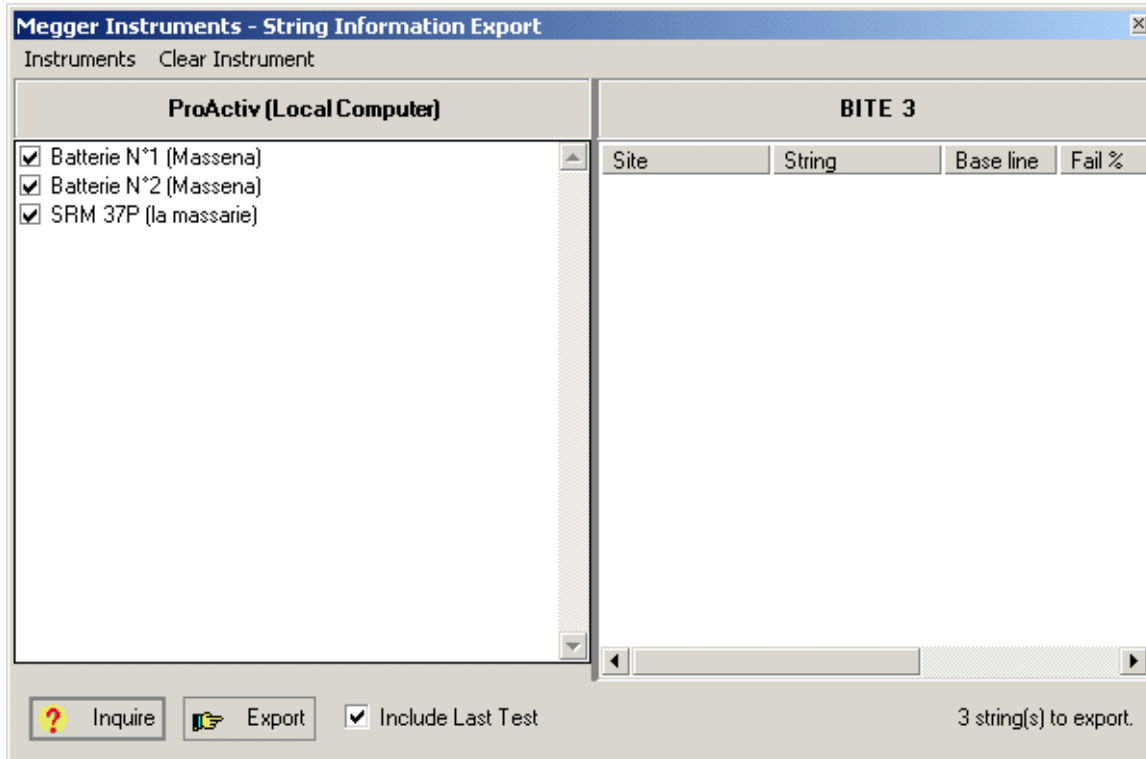 Megger Instruments - String Information Export
Instruments Clear Instrument
ProActiv (Local Computer)
BITE 3
Batterie N°1 (Massena)
Batterie N°2 (Massena)
SRM 37P (la massarie)
Site String Base line Fail %
Inquire Export Include Last Test 3 string(s) to export.